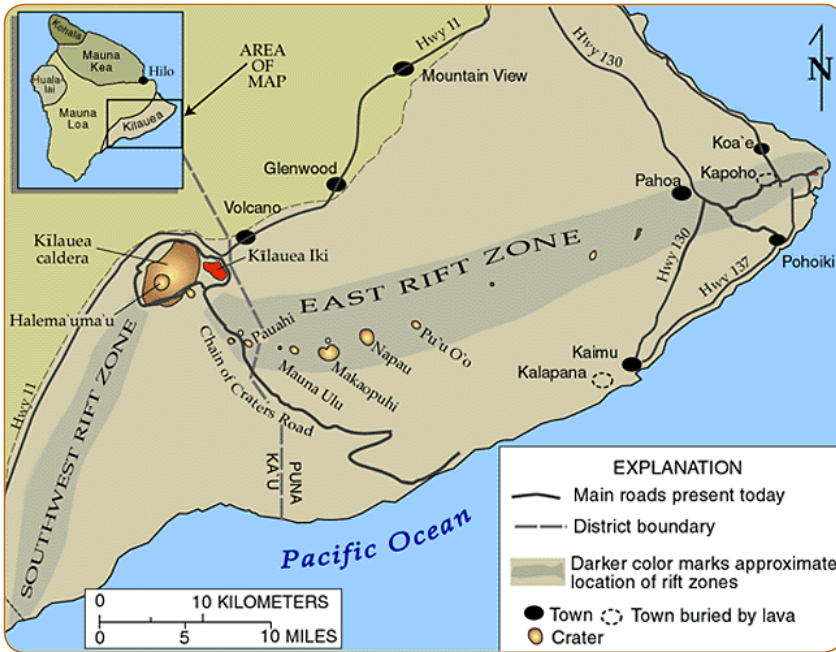 Kohala
Mauna
Kea
Hilo
Huala-
lai
Mauna
Loa
Kilauea
AREA
OF
MAP
Hwy 11
Mountain View
Hwy 130
N
Glenwood
Koa'e
Kapoho
Pahoa
Volcano
Kīlauea
caldera
Kīlauea Iki
EAST RIFT ZONE
Hwy 130
Hwy 137
Pohoiki
Halema'uma'u
Pauahi
Pu'u O'o
Napau
Makaopuhi
Mauna Ulu
Kaimu
Kalapana
Chain of Craters Road
Hwy 11
SOUTHWEST RIFT ZONE
PUNA
KA'U
Pacific Ocean
EXPLANATION
Main roads present today
District boundary
Darker color marks approximate
location of rift zones
Town Town buried by lava
Crater
0 10 KILOMETERS
0 5 10 MILES